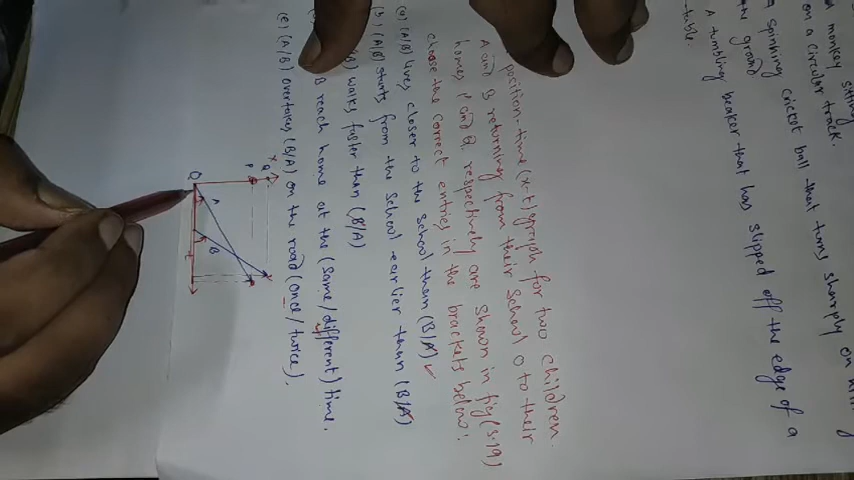 monkey sitting
on a circular track.
a spinning cricket ball that turns sharply on
the ground
A tumbling beaker that has slipped off the edge of a
table.
position-time (x-t) graph for two children
A and B returning from their School O to their
homes P and Q respectively are shown in fig (3.19)
choose the correct entries in the brackets below:
(a) (A/B) lives closer to the school than (B/A) ✓
(b) (A/B) starts from the school earlier than (B/A)
walks faster than (B/A)
B reach home at the (same/different) time.
(e) (A/B) overtakes (B/A) on the road (once/twice).
x
Q
P
O
A
B
t